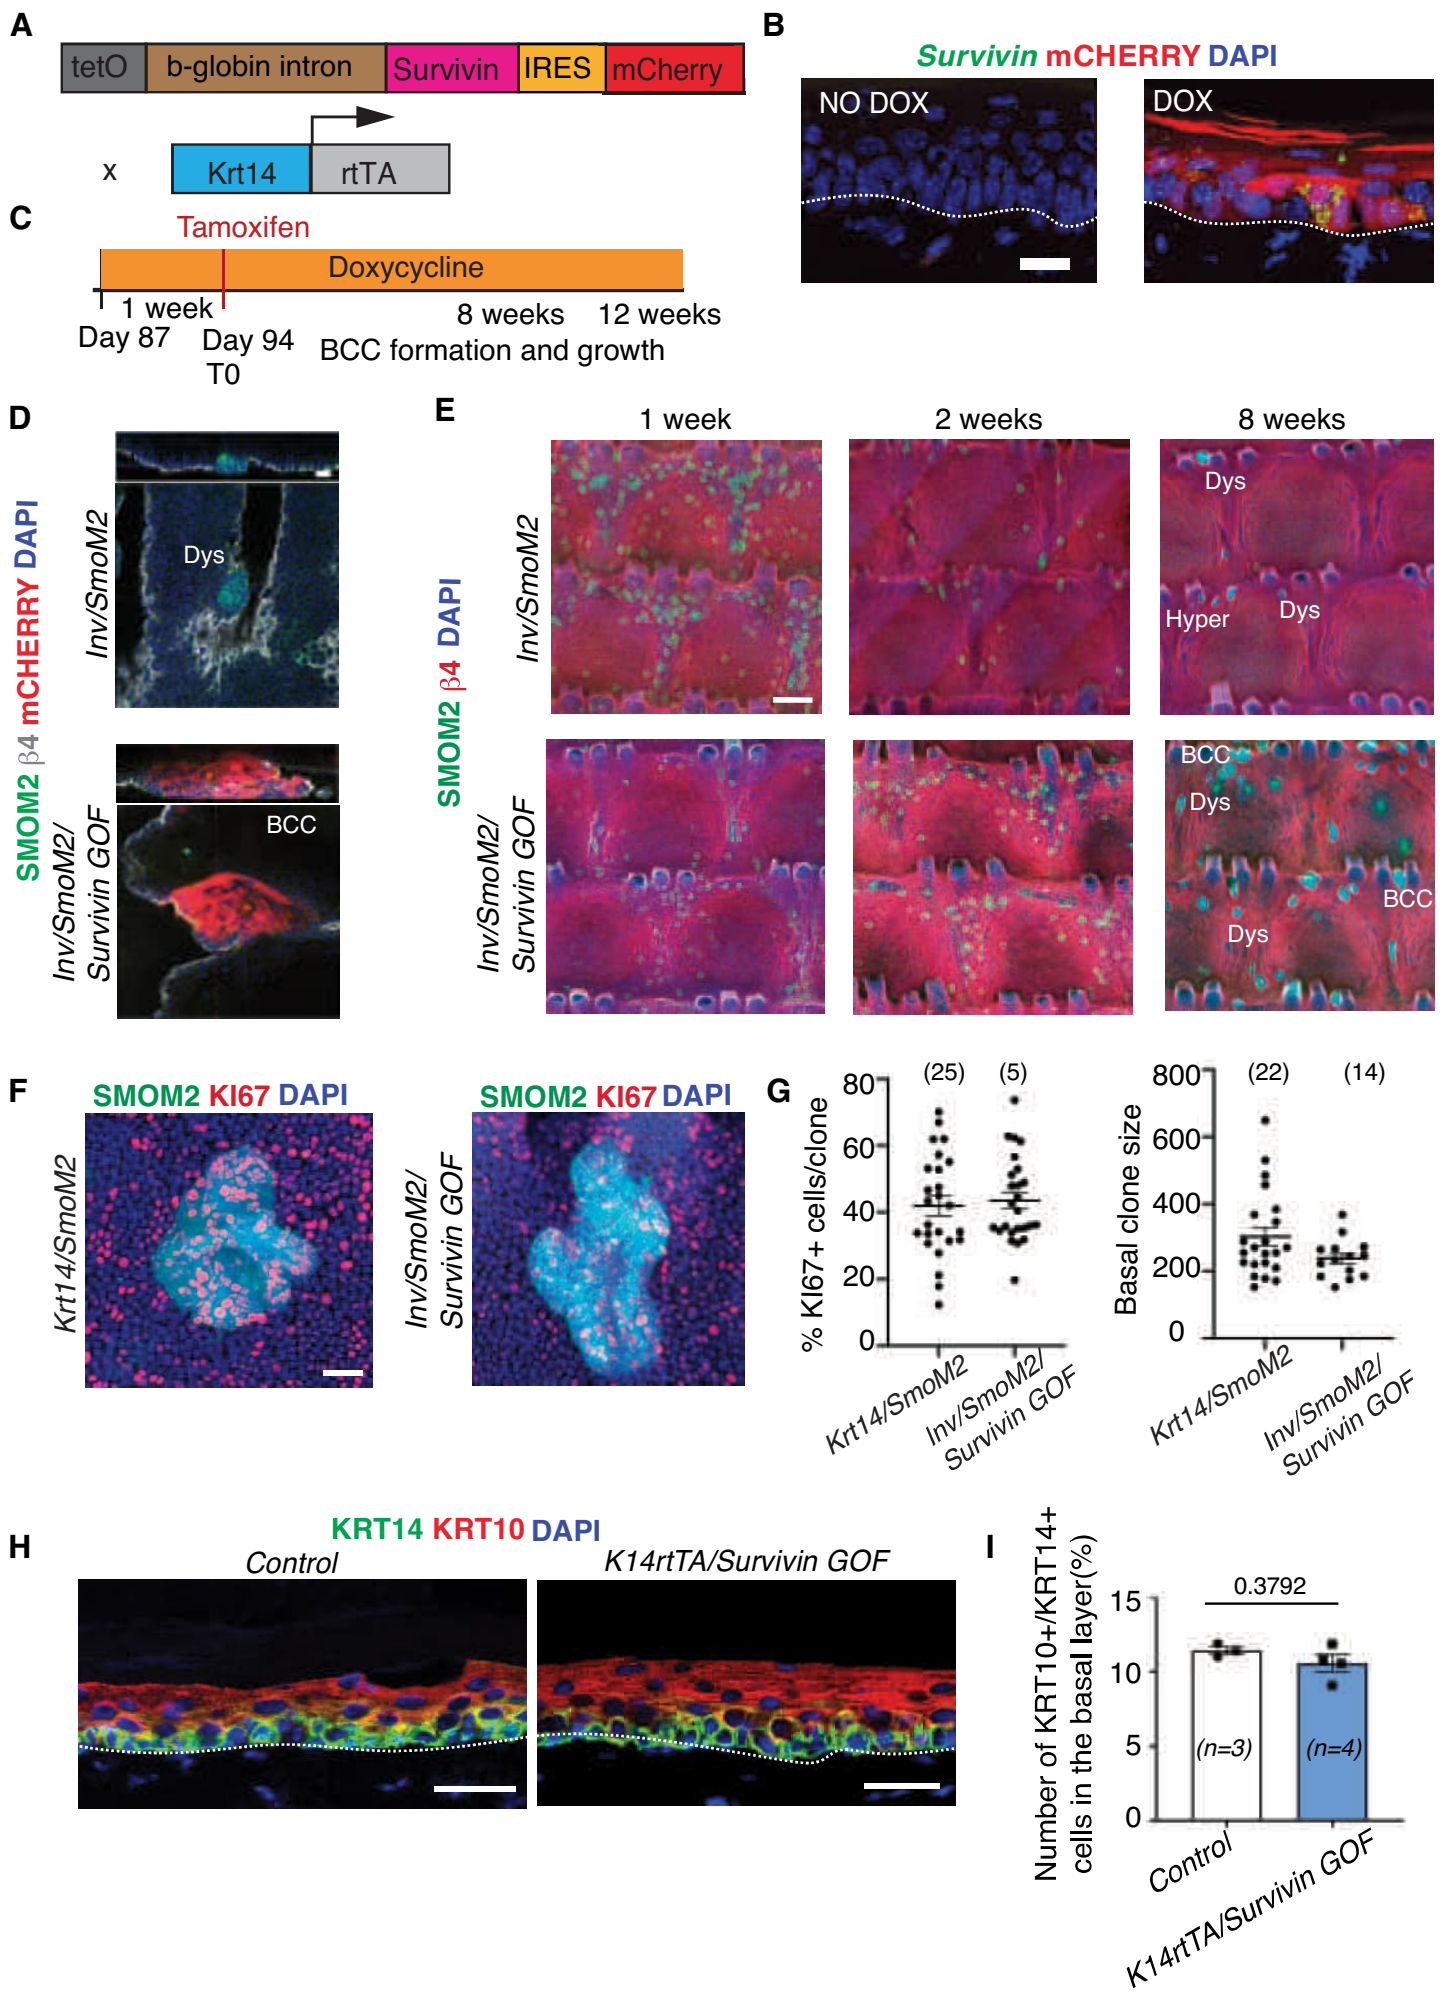 A
tetO b-globin intron Survivin IRES mCherry
x Krt14 rtTA
B
Survivin mCHERRY DAPI
NO DOX
DOX
C
Tamoxifen
Doxycycline
1 week 8 weeks 12 weeks
Day 87 Day 94 BCC formation and growth
T0
D
SMOM2 β4 mCHERRY DAPI
Inv/SmoM2
Dys
Inv/SmoM2/
Survivin GOF
BCC
E
1 week 2 weeks 8 weeks
SMOM2 β4 DAPI
Inv/SmoM2
Dys
Hyper
Dys
Inv/SmoM2/
Survivin GOF
BCC
Dys
BCC
Dys
F
SMOM2 KI67 DAPI
Krt14/SmoM2
SMOM2 KI67 DAPI
Inv/SmoM2/
Survivin GOF
G
% KI67+ cells/clone
80
60
40
20
0
(25) (5)
Krt14/SmoM2
Inv/SmoM2/
Survivin GOF
Basal clone size
800
600
400
200
0
(22) (14)
Krt14/SmoM2
Inv/SmoM2/
Survivin GOF
H
KRT14 KRT10 DAPI
Control
K14rtTA/Survivin GOF
I
Number of KRT10+/KRT14+
cells in the basal layer(%)
15
10
5
0
0.3792
(n=3) (n=4)
Control
K14rtTA/Survivin GOF